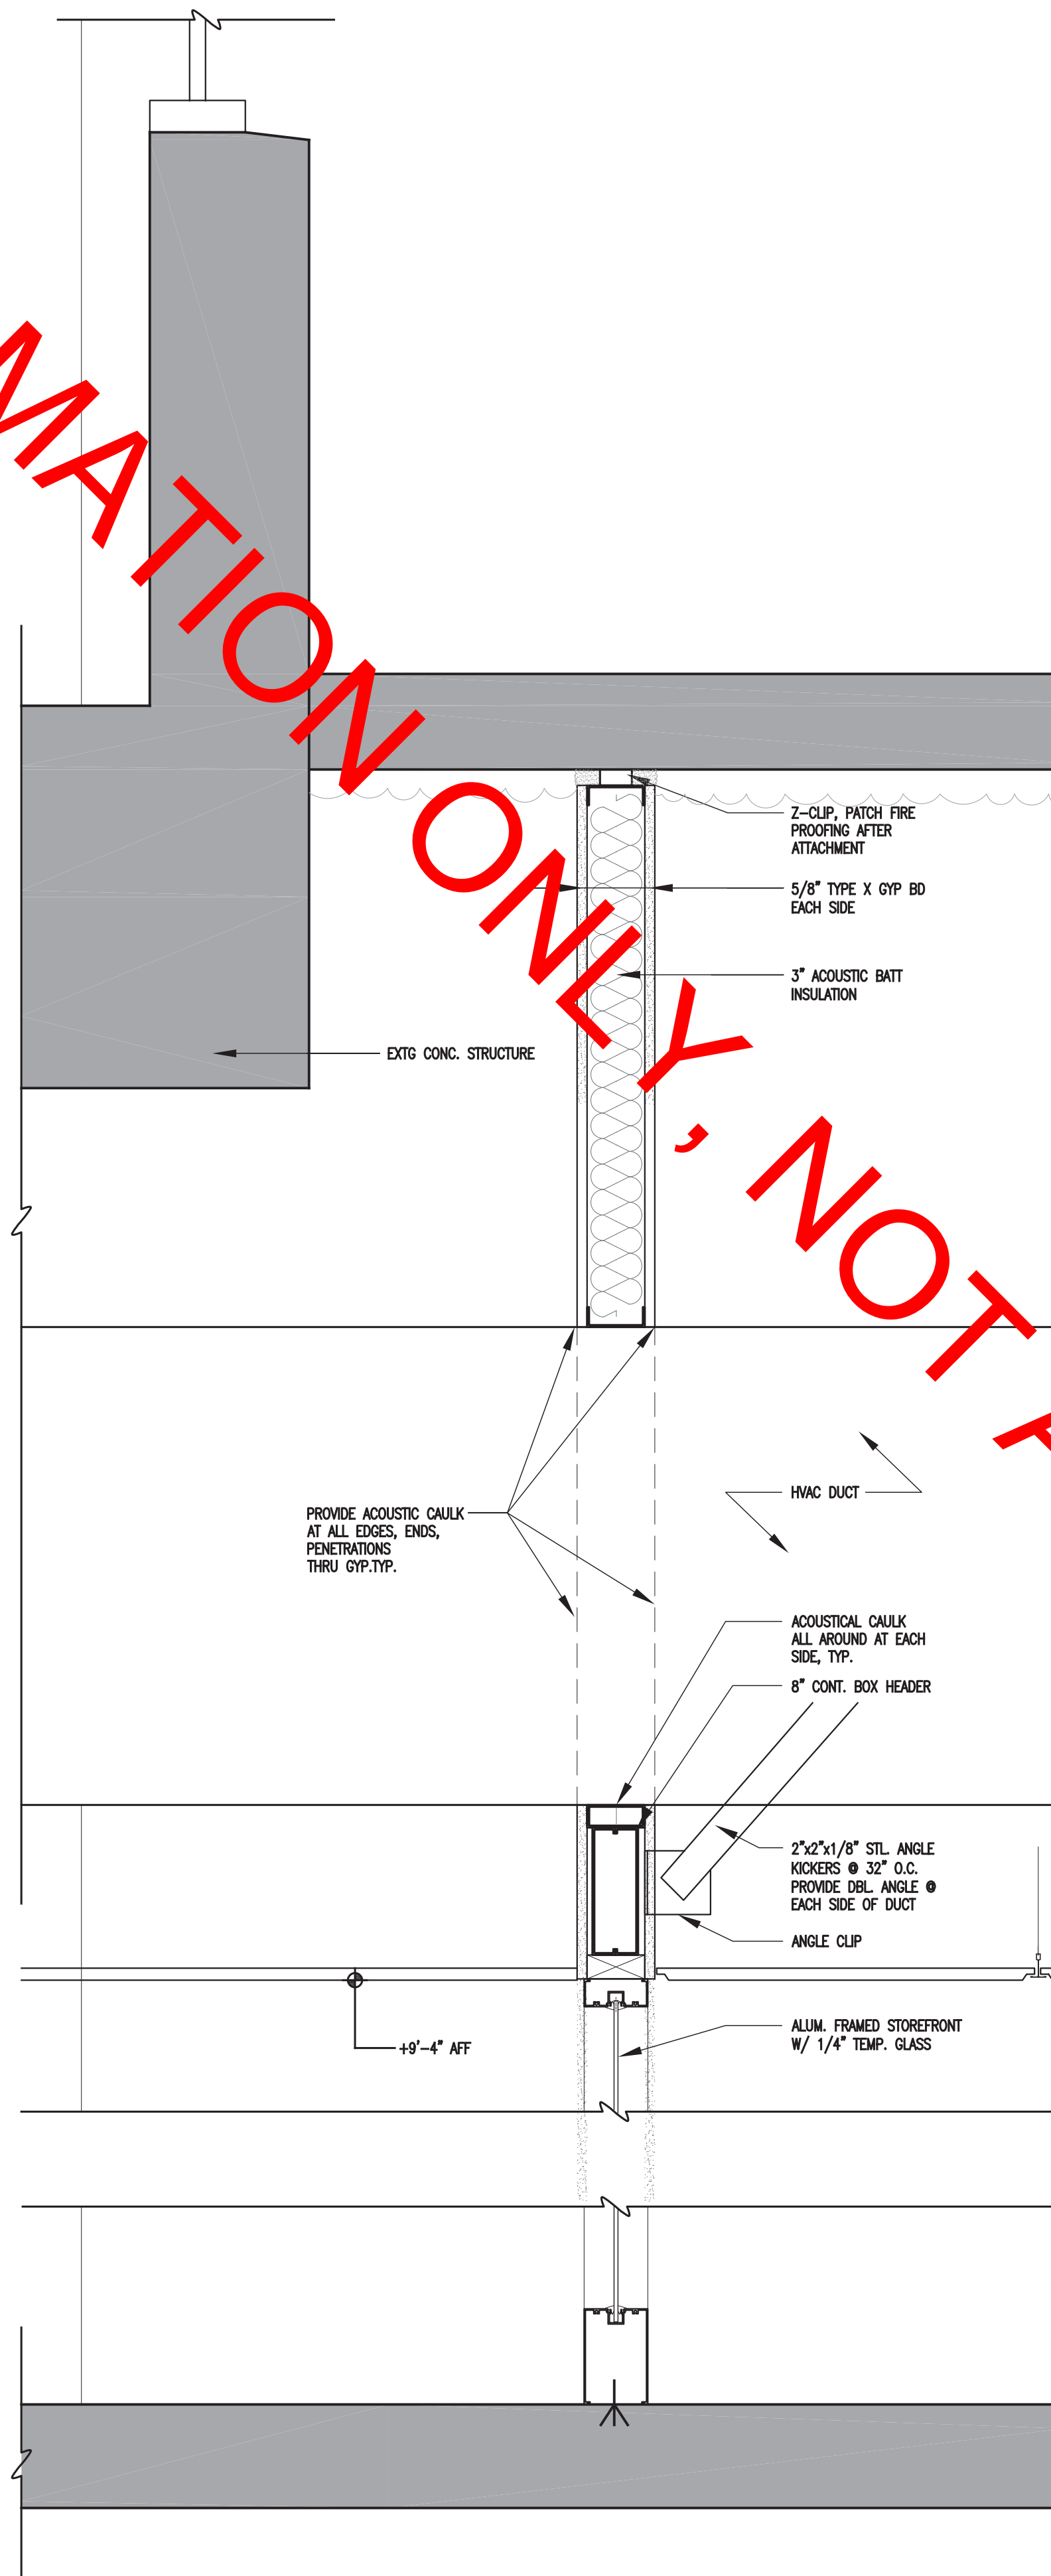 Z-CLIP, PATCH FIRE
PROOFING AFTER
ATTACHMENT
5/8" TYPE X GYP BD
EACH SIDE
3" ACOUSTIC BATT
INSULATION
EXTG CONC. STRUCTURE
HVAC DUCT
PROVIDE ACOUSTIC CAULK
AT ALL EDGES, ENDS,
PENETRATIONS
THRU GYP.TYP.
ACOUSTICAL CAULK
ALL AROUND AT EACH
SIDE, TYP.
8" CONT. BOX HEADER
2"x2"x1/8" STL. ANGLE
KICKERS @ 32" O.C.
PROVIDE DBL. ANGLE @
EACH SIDE OF DUCT
ANGLE CLIP
+9'-4" AFF
ALUM. FRAMED STOREFRONT
W/ 1/4" TEMP. GLASS
MATION ONLY, NOT A